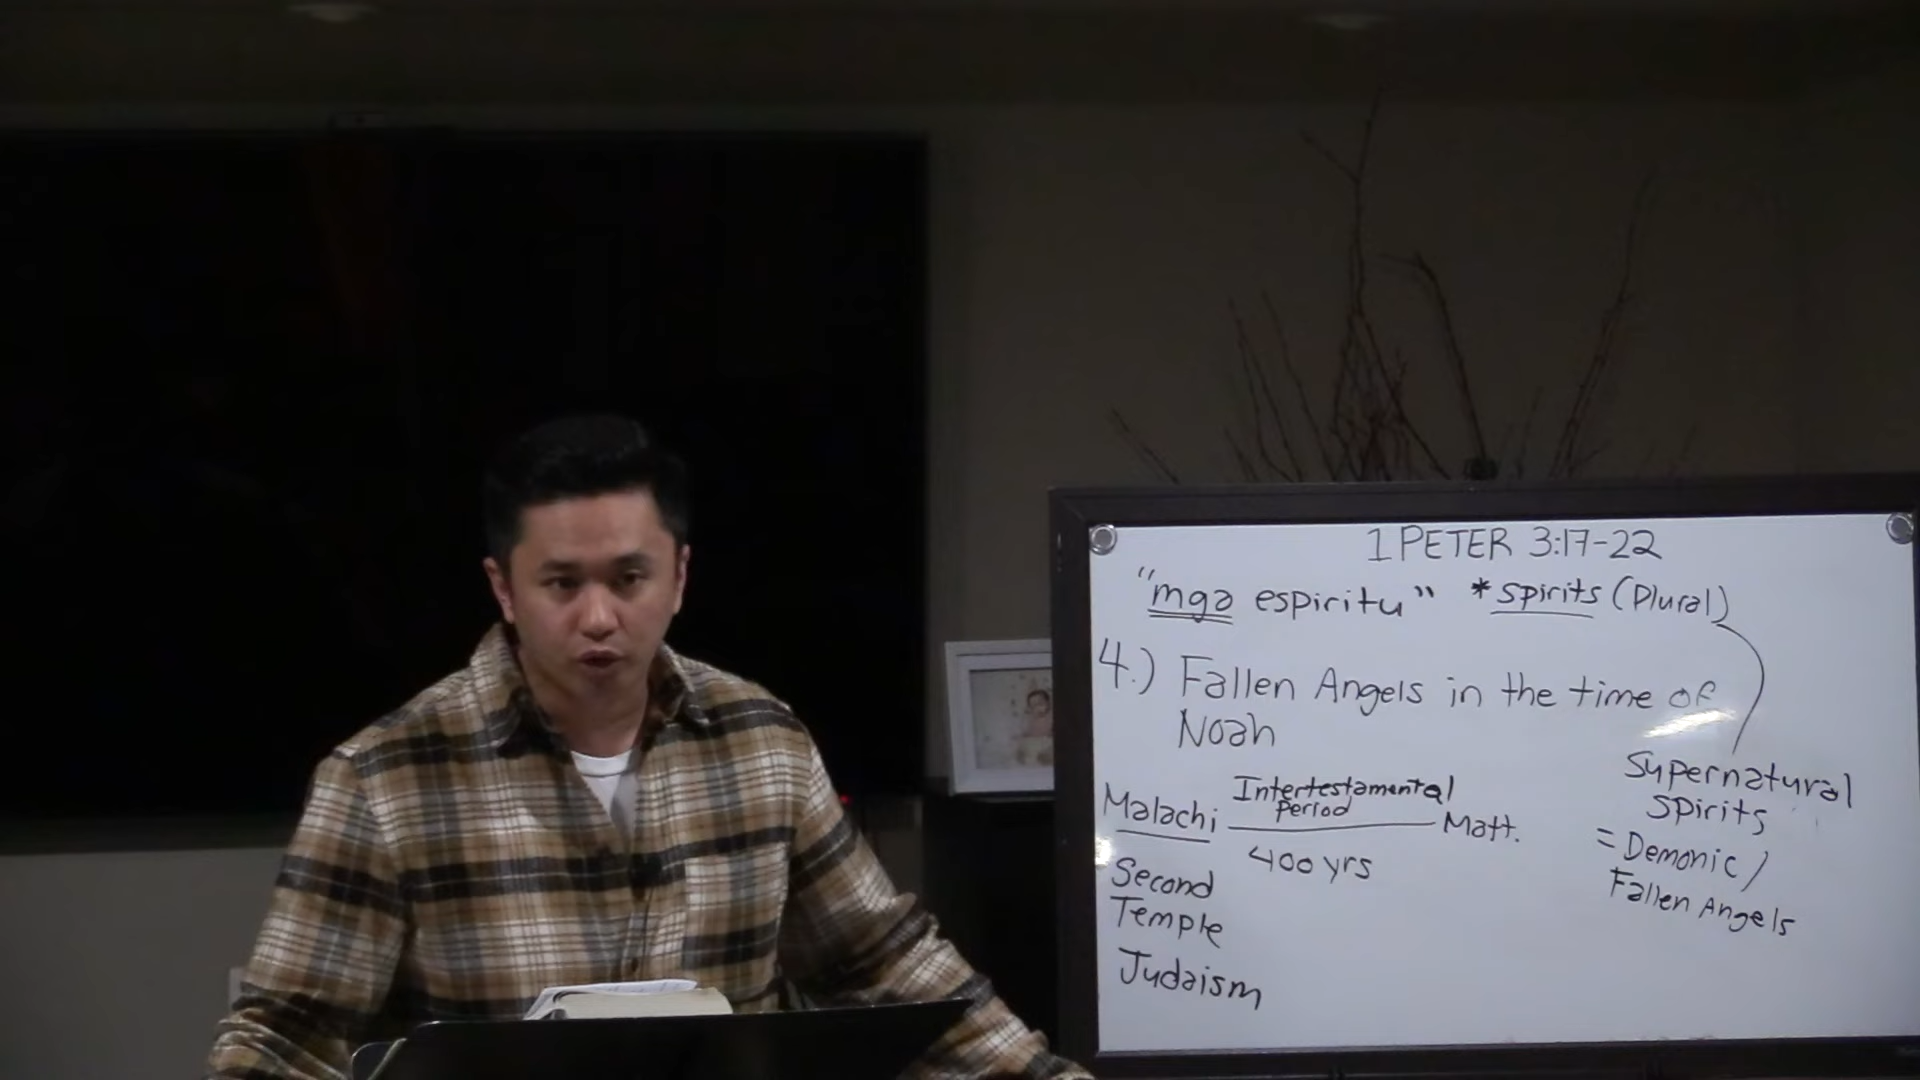 1 PETER 3:17-22
"mga espiritu" *spirits (Plural)
4.) Fallen Angels in the time of
Noah
Malachi Intertestamental Period Matt.
400 yrs
Second
Temple
Judaism
Supernatural
Spirits
= Demonic /
Fallen Angels